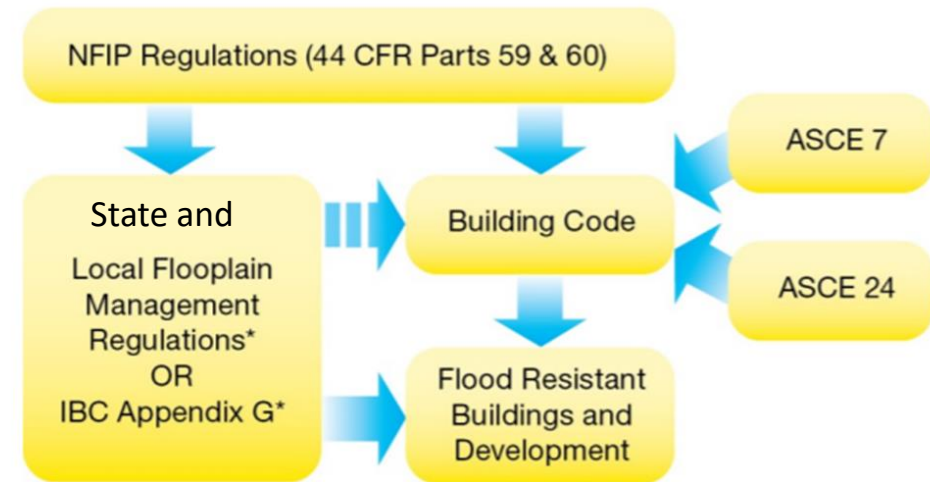 NFIP Regulations (44 CFR Parts 59 & 60)
ASCE 7
State and
Local Flooplain
Management
Regulations*
OR
IBC Appendix G*
Building Code
ASCE 24
Flood Resistant
Buildings and
Development